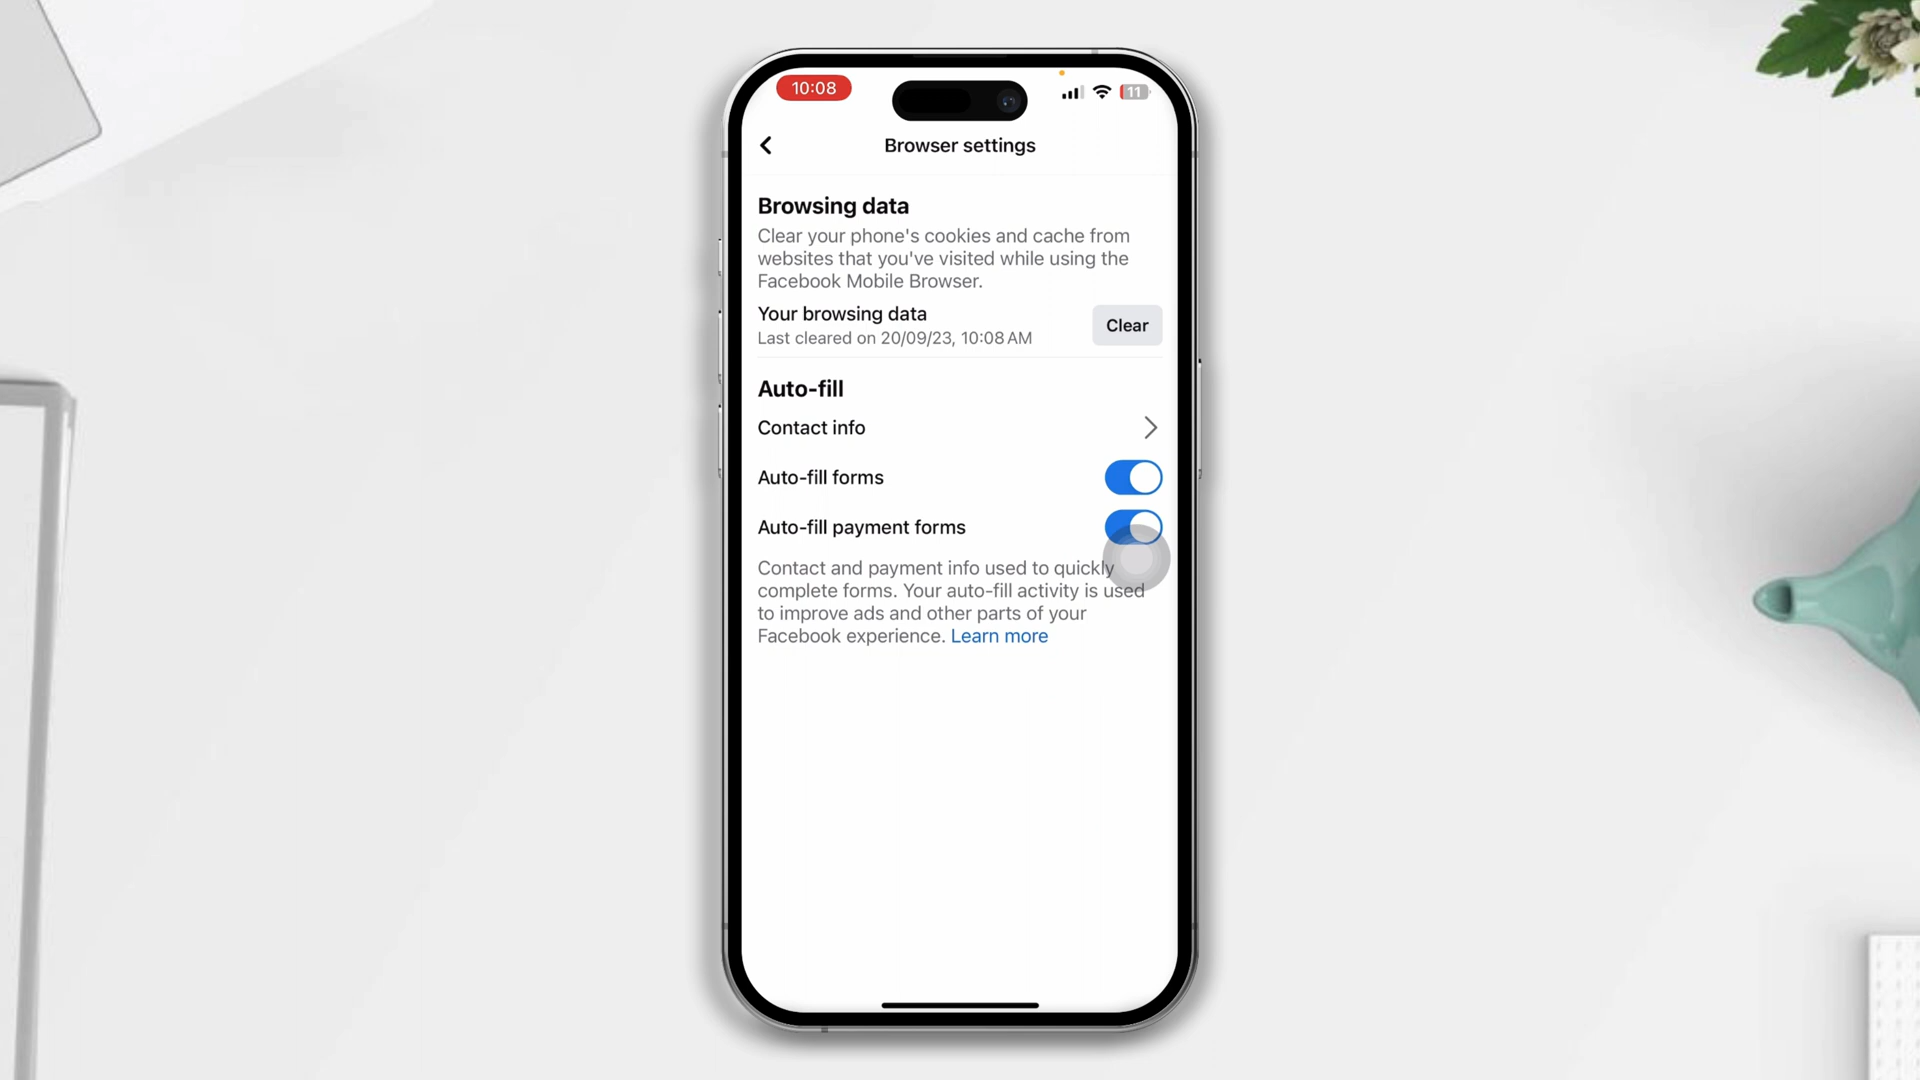 10:08
11
Browser settings
Browsing data
Clear your phone's cookies and cache from
websites that you've visited while using the
Facebook Mobile Browser.
Your browsing data
Last cleared on 20/09/23, 10:08 AM
Clear
Auto-fill
Contact info
Auto-fill forms
Auto-fill payment forms
Contact and payment info used to quickly
complete forms. Your auto-fill activity is used
to improve ads and other parts of your
Facebook experience. Learn more